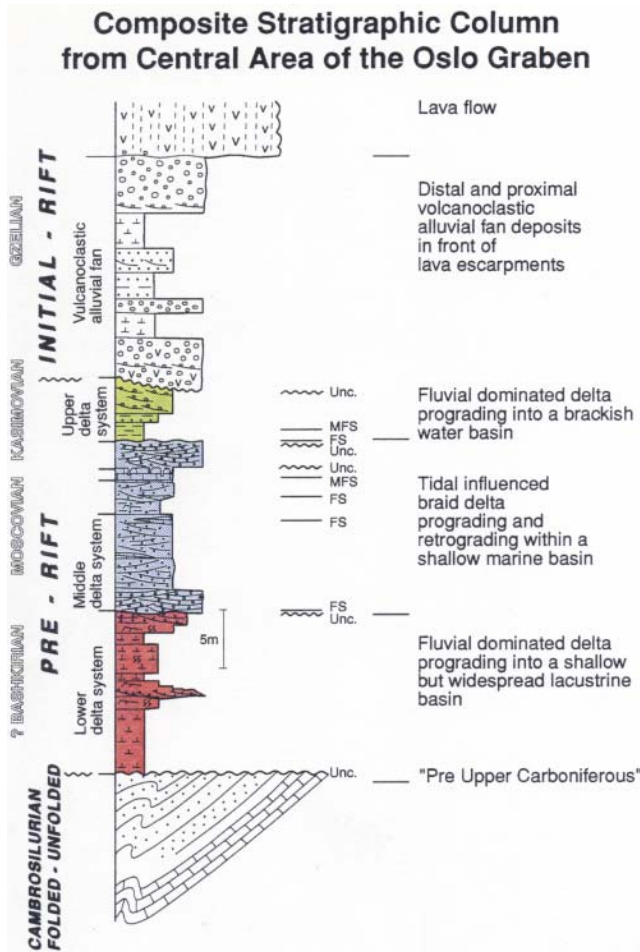 Composite Stratigraphic Column
from Central Area of the Oslo Graben
Lava flow
Distal and proximal
volcanoclastic
alluvial fan deposits
in front of
lava escarpments
GZELIAN
INITIAL - RIFT
Vulcanoclastic
alluvial fan
KASIMOVIAN
Upper delta
system
Unc.
MFS
FS
Unc.
Fluvial dominated delta
prograding into a brackish
water basin
MOSCOVIAN
PRE - RIFT
Middle delta system
Unc.
MFS
FS
FS
FS
Unc.
Tidal influenced
braid delta
prograding and
retrograding within a
shallow marine basin
5m
? BASHKIRIAN
Lower
delta system
Fluvial dominated delta
prograding into a shallow
but widespread lacustrine
basin
Unc.
"Pre Upper Carboniferous"
CAMBROSILURIAN
FOLDED - UNFOLDED